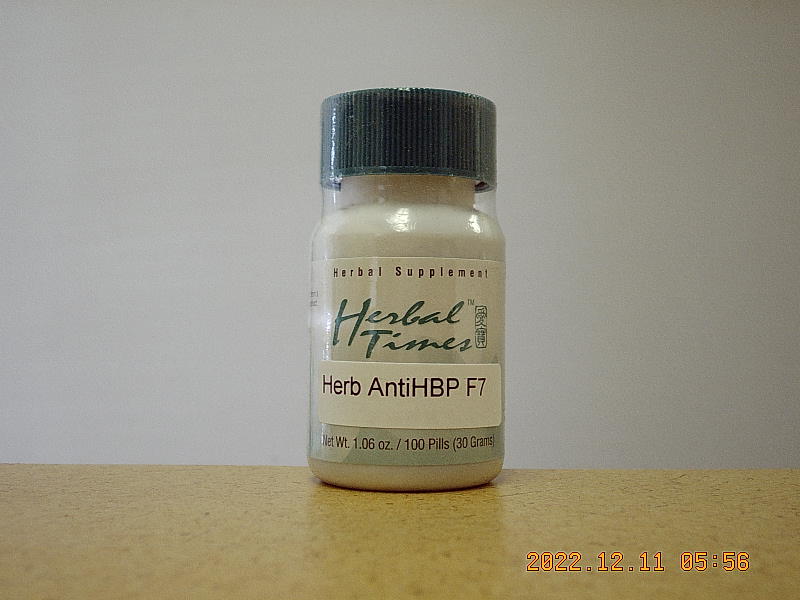 Herbal Supplement
Herbal
Times™
Herb AntiHBP F7
Net Wt. 1.06 oz. / 100 Pills (30 Grams)
2022.12.11 05:56